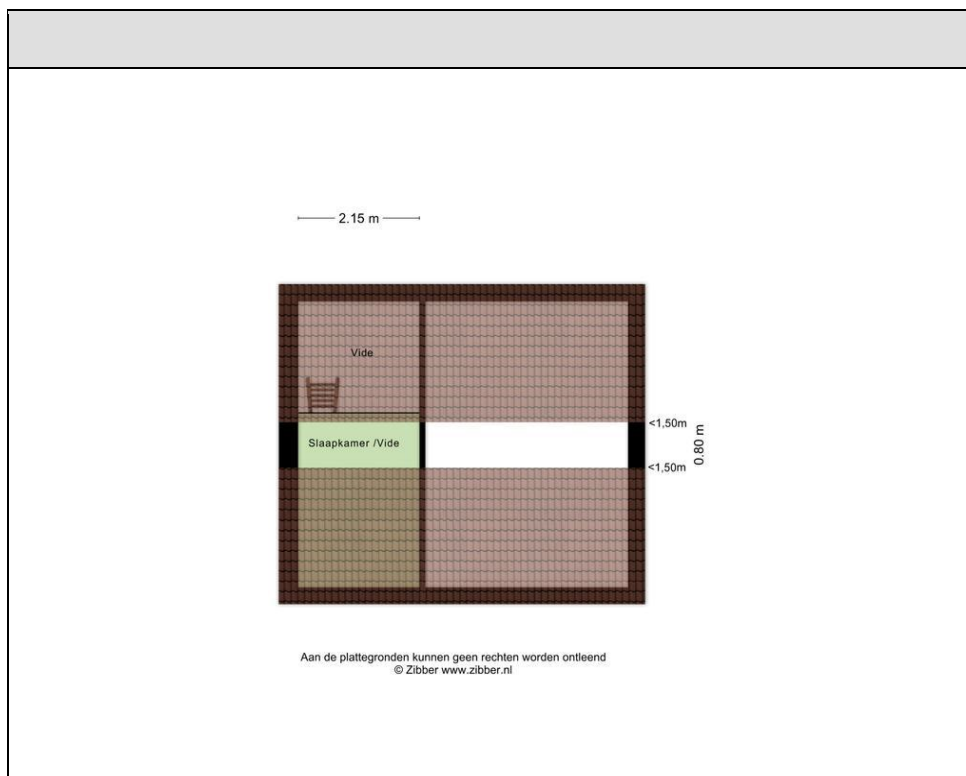 2.15 m
Vide
<1,50m
Slaapkamer /Vide
0.80 m
<1,50m
Aan de plattegronden kunnen geen rechten worden ontleend
© Zibber www.zibber.nl